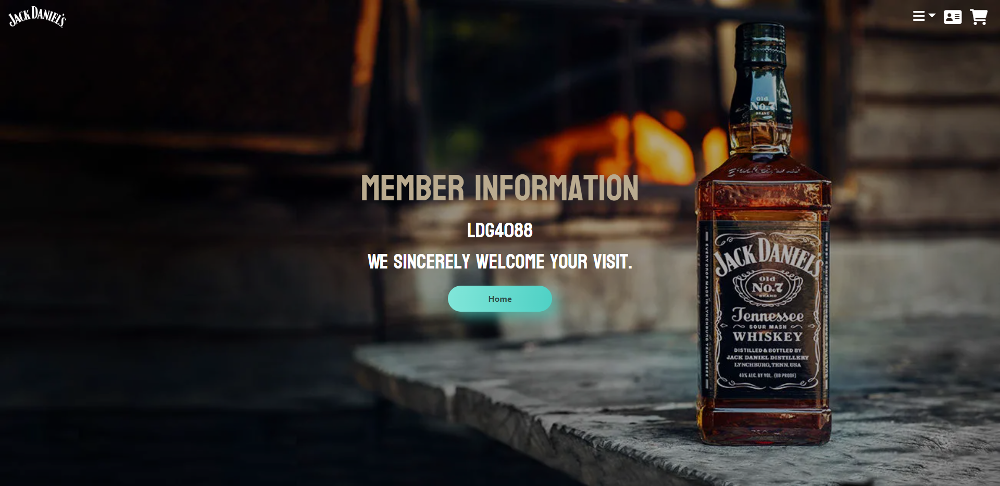 JACK DANIEL'S
MEMBER INFORMATION
LDG4088
WE SINCERELY WELCOME YOUR VISIT.
Home
Old
No.7
BRAND
JACK DANIEL'S
Old
No.7
BRAND
Tennessee
SOUR MASH
WHISKEY
DISTILLED & BOTTLED BY
JACK DANIEL DISTILLERY
LYNCHBURG, TENN. USA
40% ALC. BY VOL. (80 PROOF)
EVERY DROP MADE IN LYNCHBURG TENNESSEE